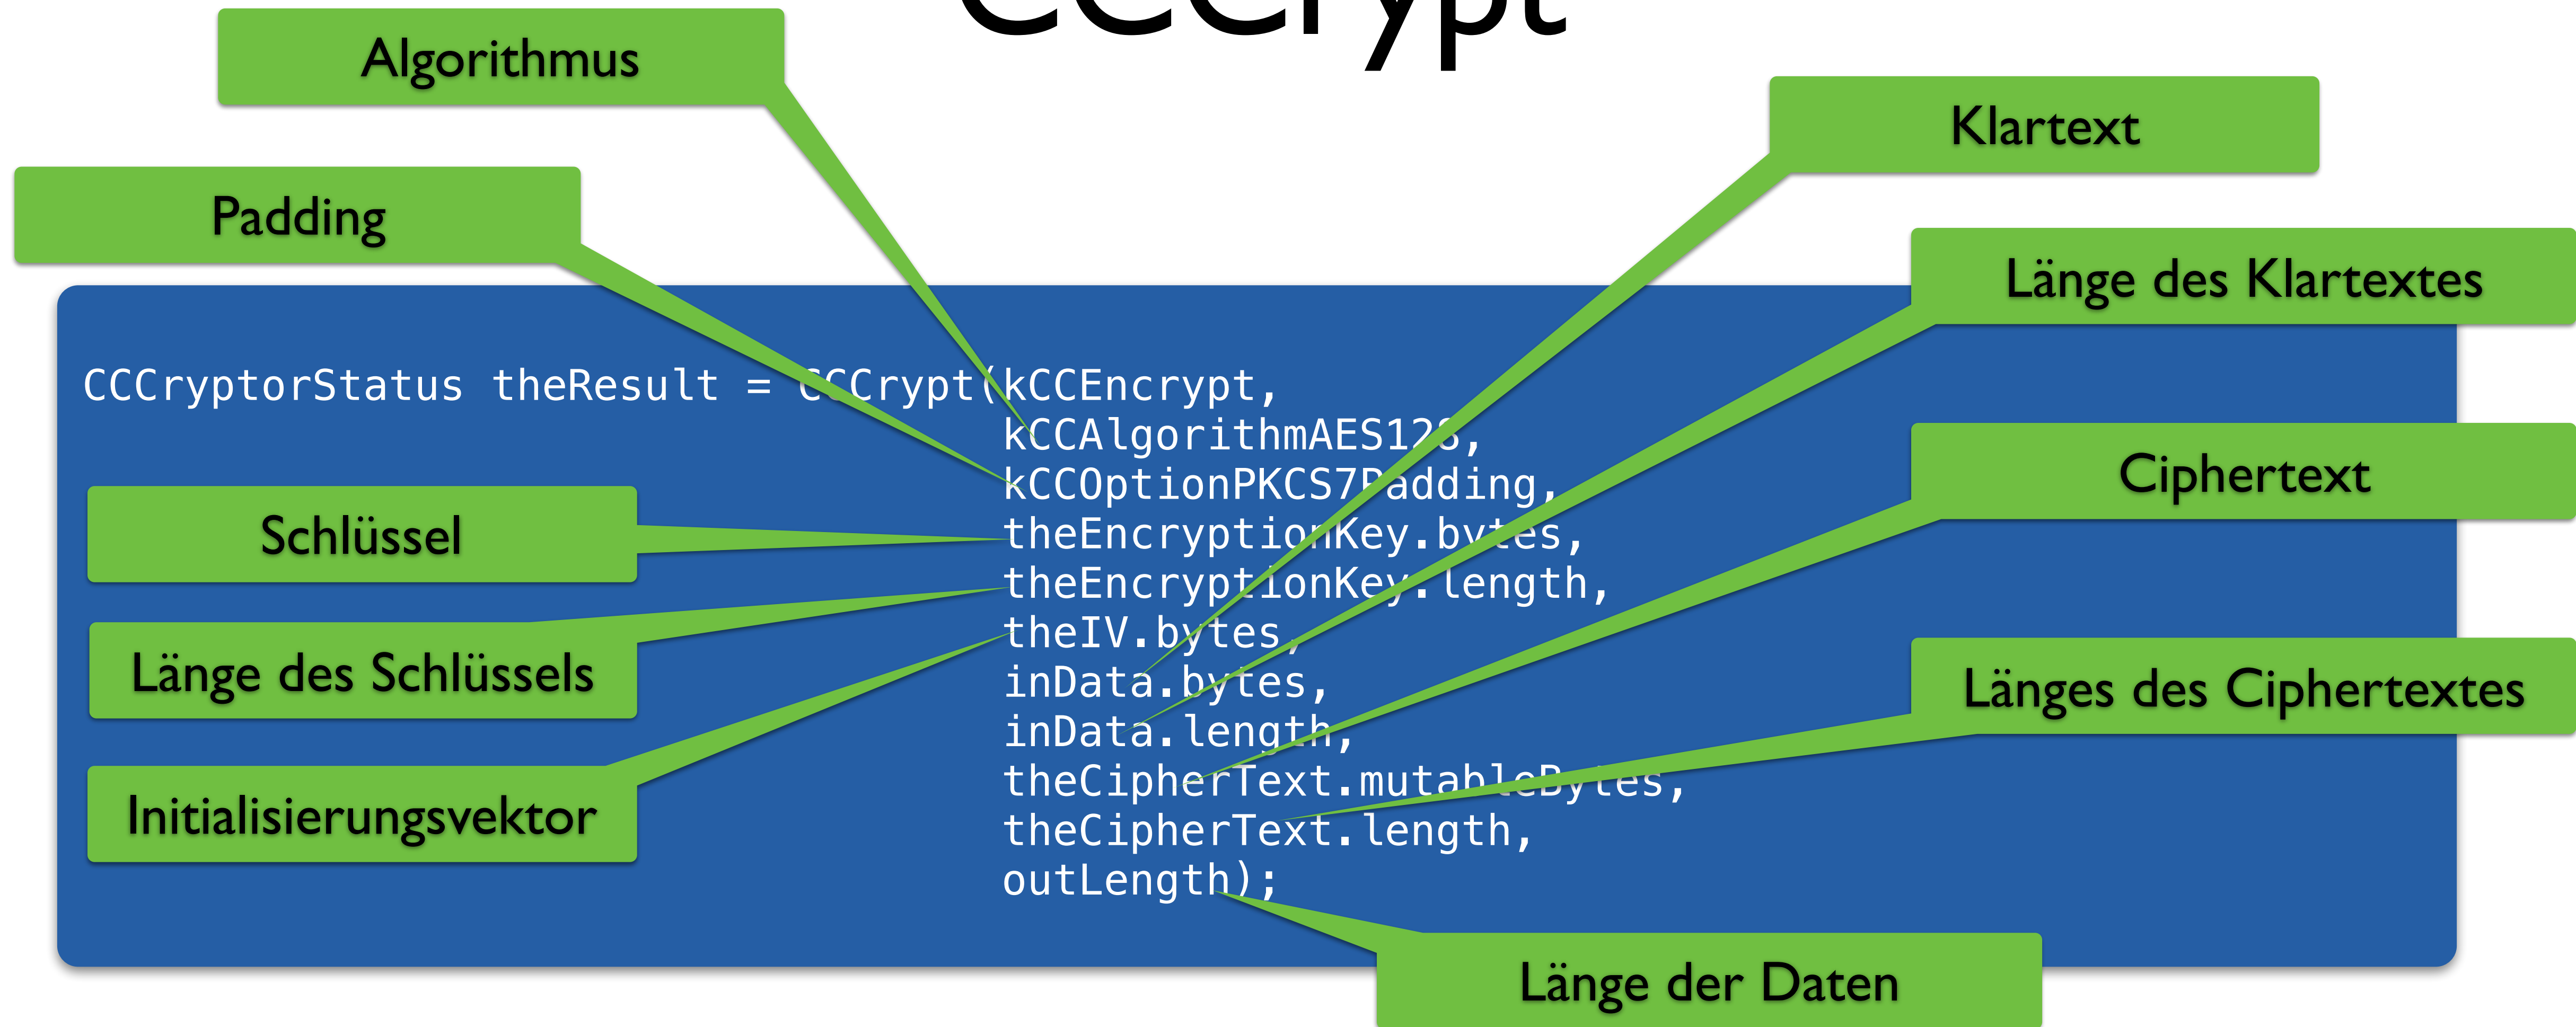 CCCrypt
Algorithmus
Klartext
Padding
Länge des Klartextes
CCCryptorStatus theResult = CCCrypt(kCCEncrypt,
kCCAlgorithmAES128,
kCCOptionPKCS7Padding,
theEncryptionKey.bytes,
theEncryptionKey.length,
theIV.bytes,
inData.bytes,
inData.length,
theCipherText.mutableBytes,
theCipherText.length,
outLength);
Ciphertext
Schlüssel
Länge des Schlüssels
Länges des Ciphertextes
Initialisierungsvektor
Länge der Daten